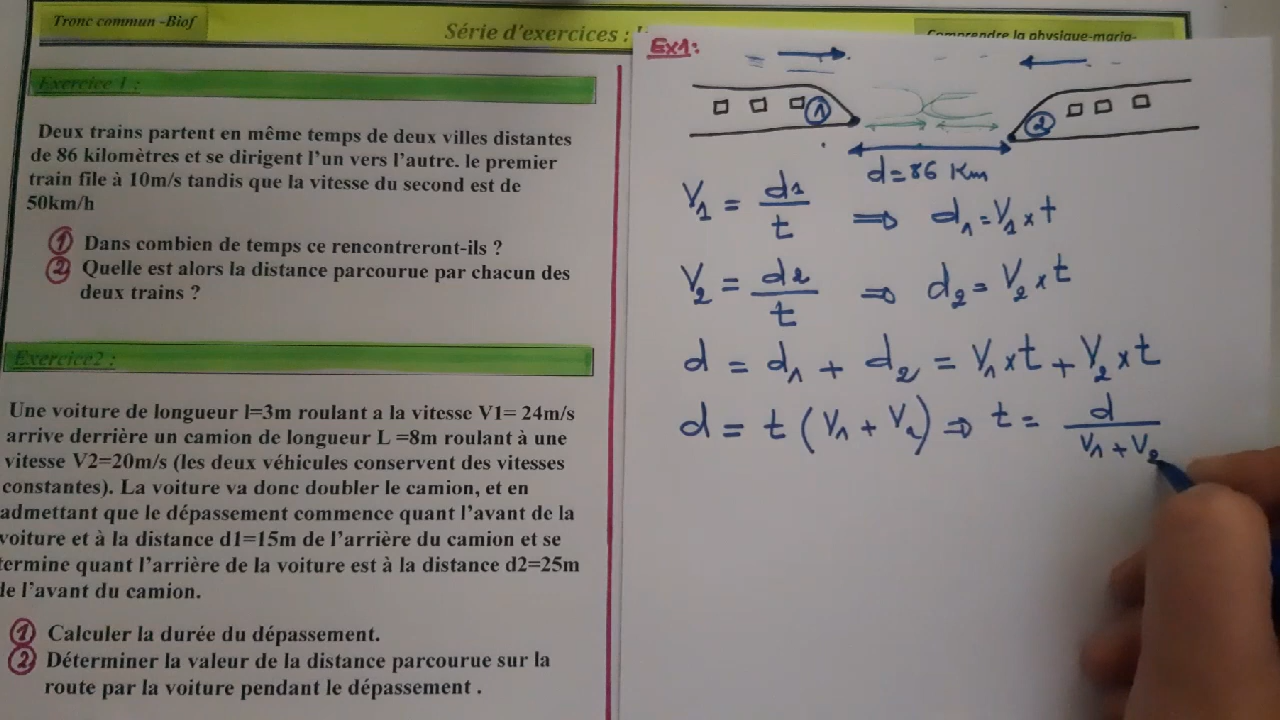 Tronc commun -Biof
Série d'exercices :
Comprendre la physique-maria-
Exercice 1 :
Deux trains partent en même temps de deux villes distantes
de 86 kilomètres et se dirigent l'un vers l'autre. le premier
train file à 10m/s tandis que la vitesse du second est de
50km/h
1 Dans combien de temps ce rencontreront-ils ?
2 Quelle est alors la distance parcourue par chacun des
deux trains ?
Exercice2 :
Une voiture de longueur l=3m roulant a la vitesse V1= 24m/s
arrive derrière un camion de longueur L =8m roulant à une
vitesse V2=20m/s (les deux véhicules conservent des vitesses
constantes). La voiture va donc doubler le camion, et en
admettant que le dépassement commence quant l'avant de la
voiture et à la distance d1=15m de l'arrière du camion et se
termine quant l'arrière de la voiture est à la distance d2=25m
de l'avant du camion.
1 Calculer la durée du dépassement.
2 Déterminer la valeur de la distance parcourue sur la
route par la voiture pendant le dépassement .
Ex1:
1 2
d=86 Km
V1 = d1/t ⇒ d1=V1×t
V2 = d2/t ⇒ d2=V2×t
d = d1 + d2 = V1×t + V2×t
d = t (V1 + V2) ⇒ t = d/(V1+V2)